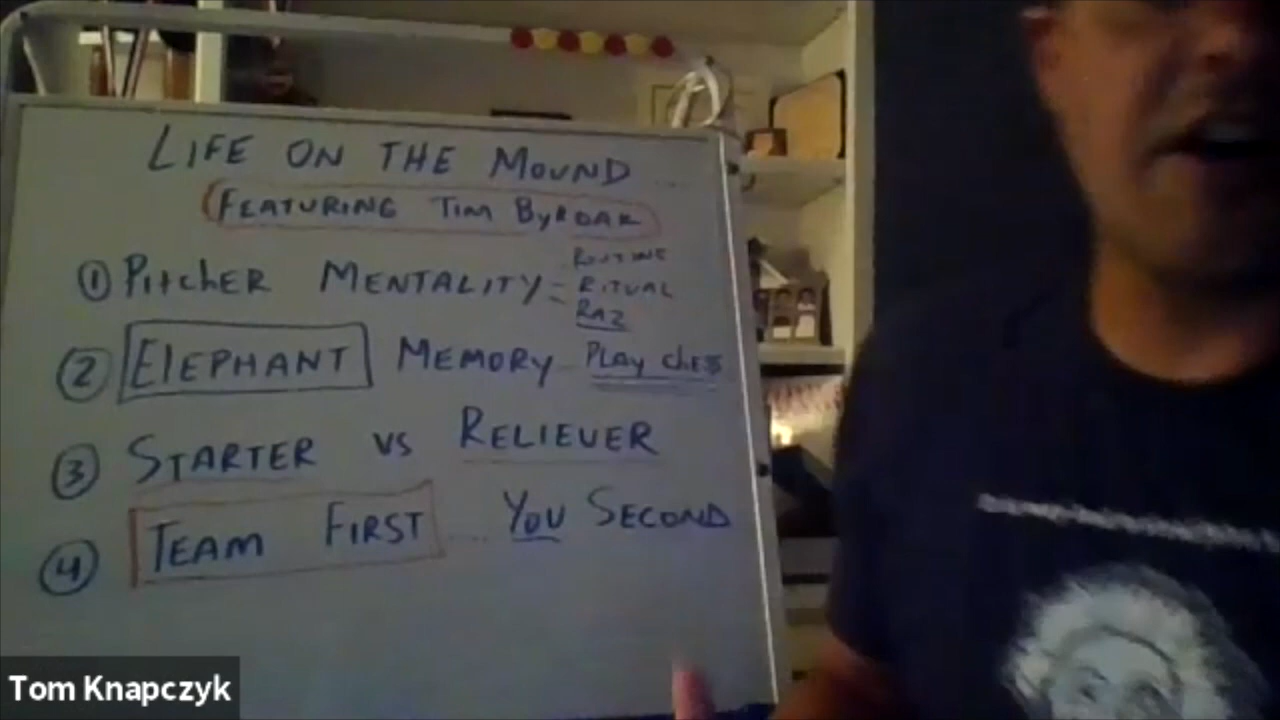 LIFE ON THE MOUND ...
FEATURING TIM BYRDAK
① PITCHER MENTALITY = ROUTINE
RITUAL
RAZ
② ELEPHANT MEMORY PLAY CHESS
③ STARTER VS RELIEVER
④ TEAM FIRST .... YOU SECOND
Tom Knapczyk